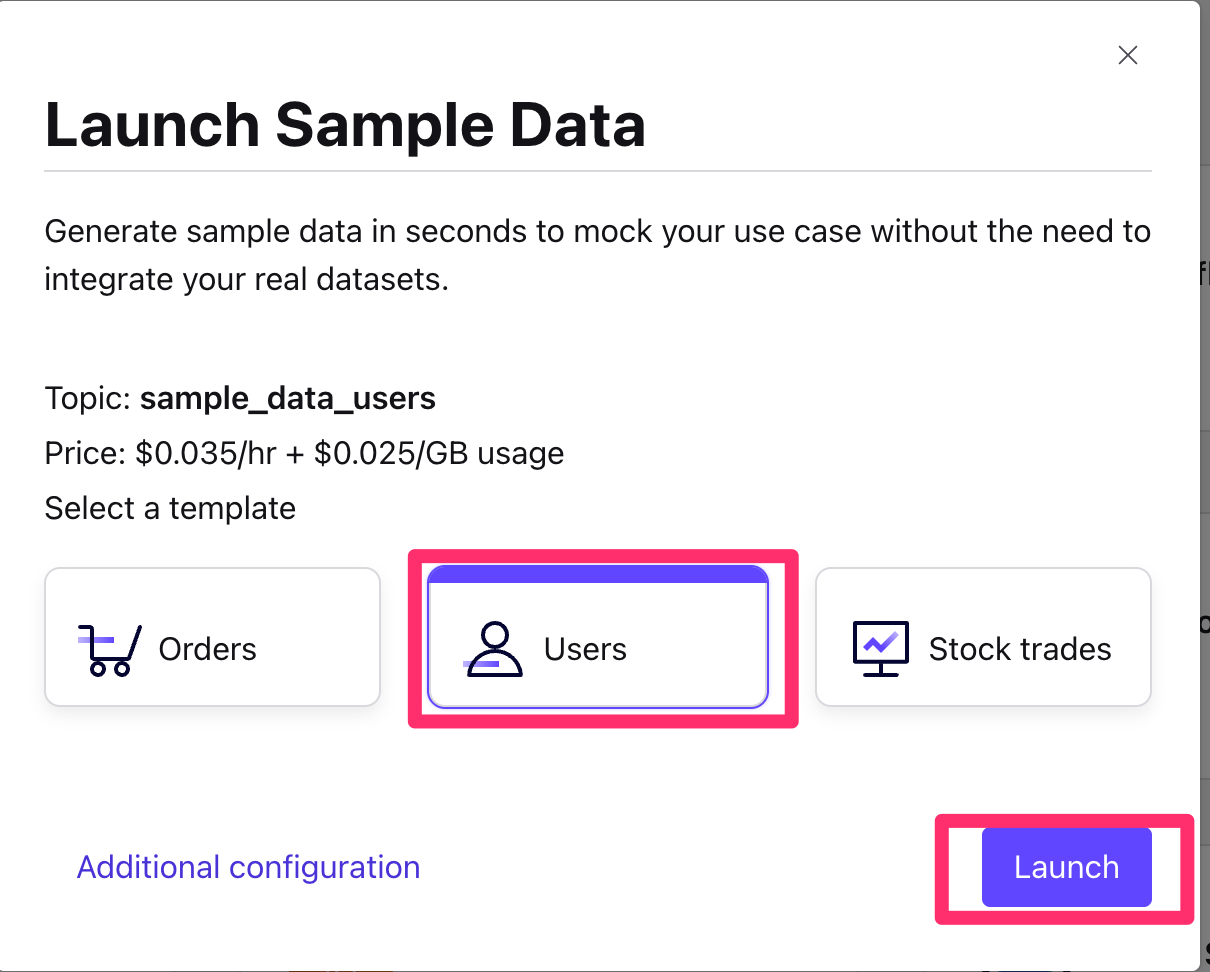 Launch Sample Data
Generate sample data in seconds to mock your use case without the need to
integrate your real datasets.
Topic: sample_data_users
Price: $0.035/hr + $0.025/GB usage
Select a template
Orders
Users
Stock trades
Additional configuration
Launch